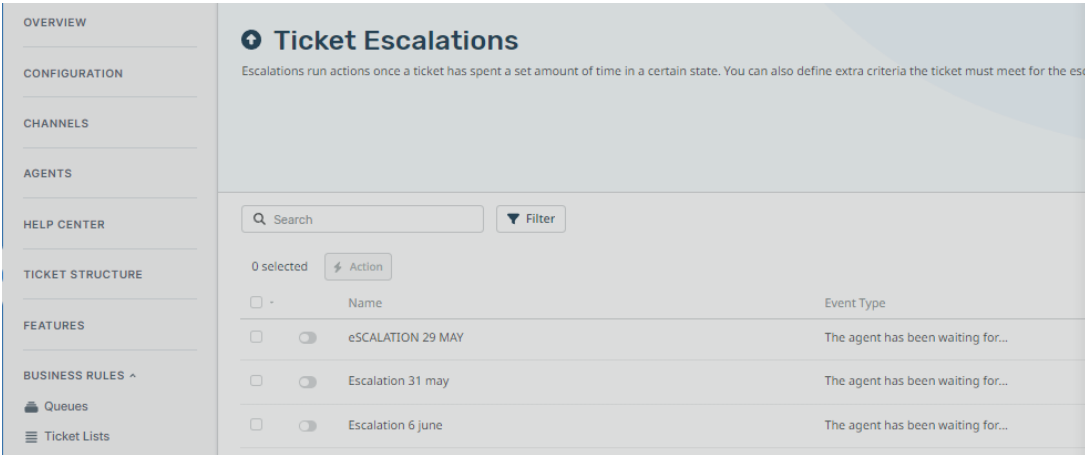 OVERVIEW
CONFIGURATION
CHANNELS
AGENTS
HELP CENTER
TICKET STRUCTURE
FEATURES
BUSINESS RULES
Queues
Ticket Lists
Ticket Escalations
Escalations run actions once a ticket has spent a set amount of time in a certain state. You can also define extra criteria the ticket must meet for the esc
Search
Filter
0 selected
Action
Name Event Type
eSCALATION 29 MAY The agent has been waiting for...
Escalation 31 may The agent has been waiting for...
Escalation 6 june The agent has been waiting for...